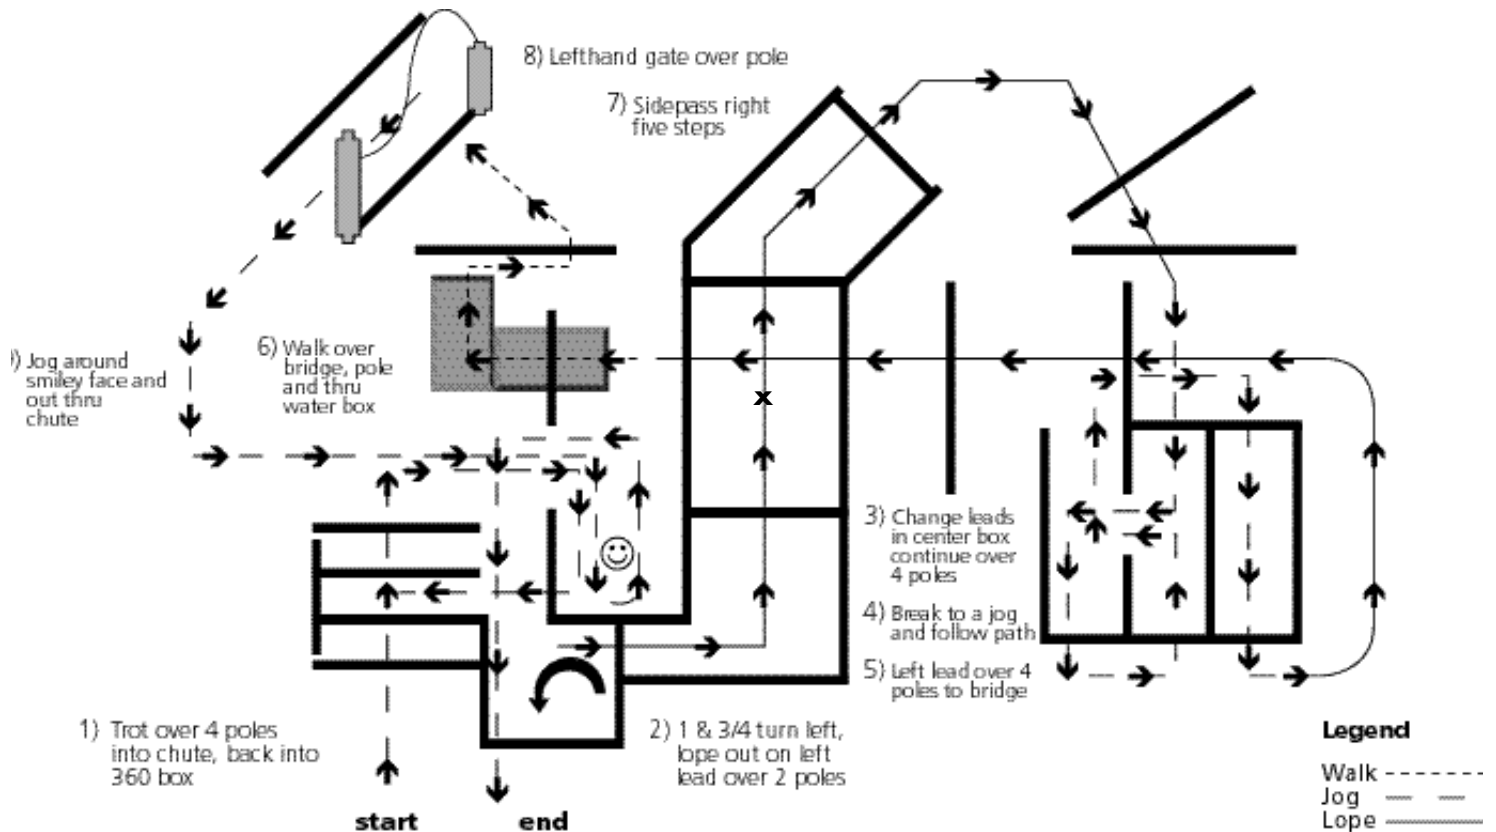 8) Lefthand gate over pole
7) Sidepass right
five steps
6) Walk over
bridge, pole
and thru
water box
) Jog around
smiley face and
out thru
chute
x
3) Change leads
in center box
continue over
4 poles
4) Break to a jog
and follow path
5) Left lead over 4
poles to bridge
1) Trot over 4 poles
into chute, back into
360 box
2) 1 & 3/4 turn left,
lope out on left
lead over 2 poles
start
end
Legend
Walk
Jog
Lope